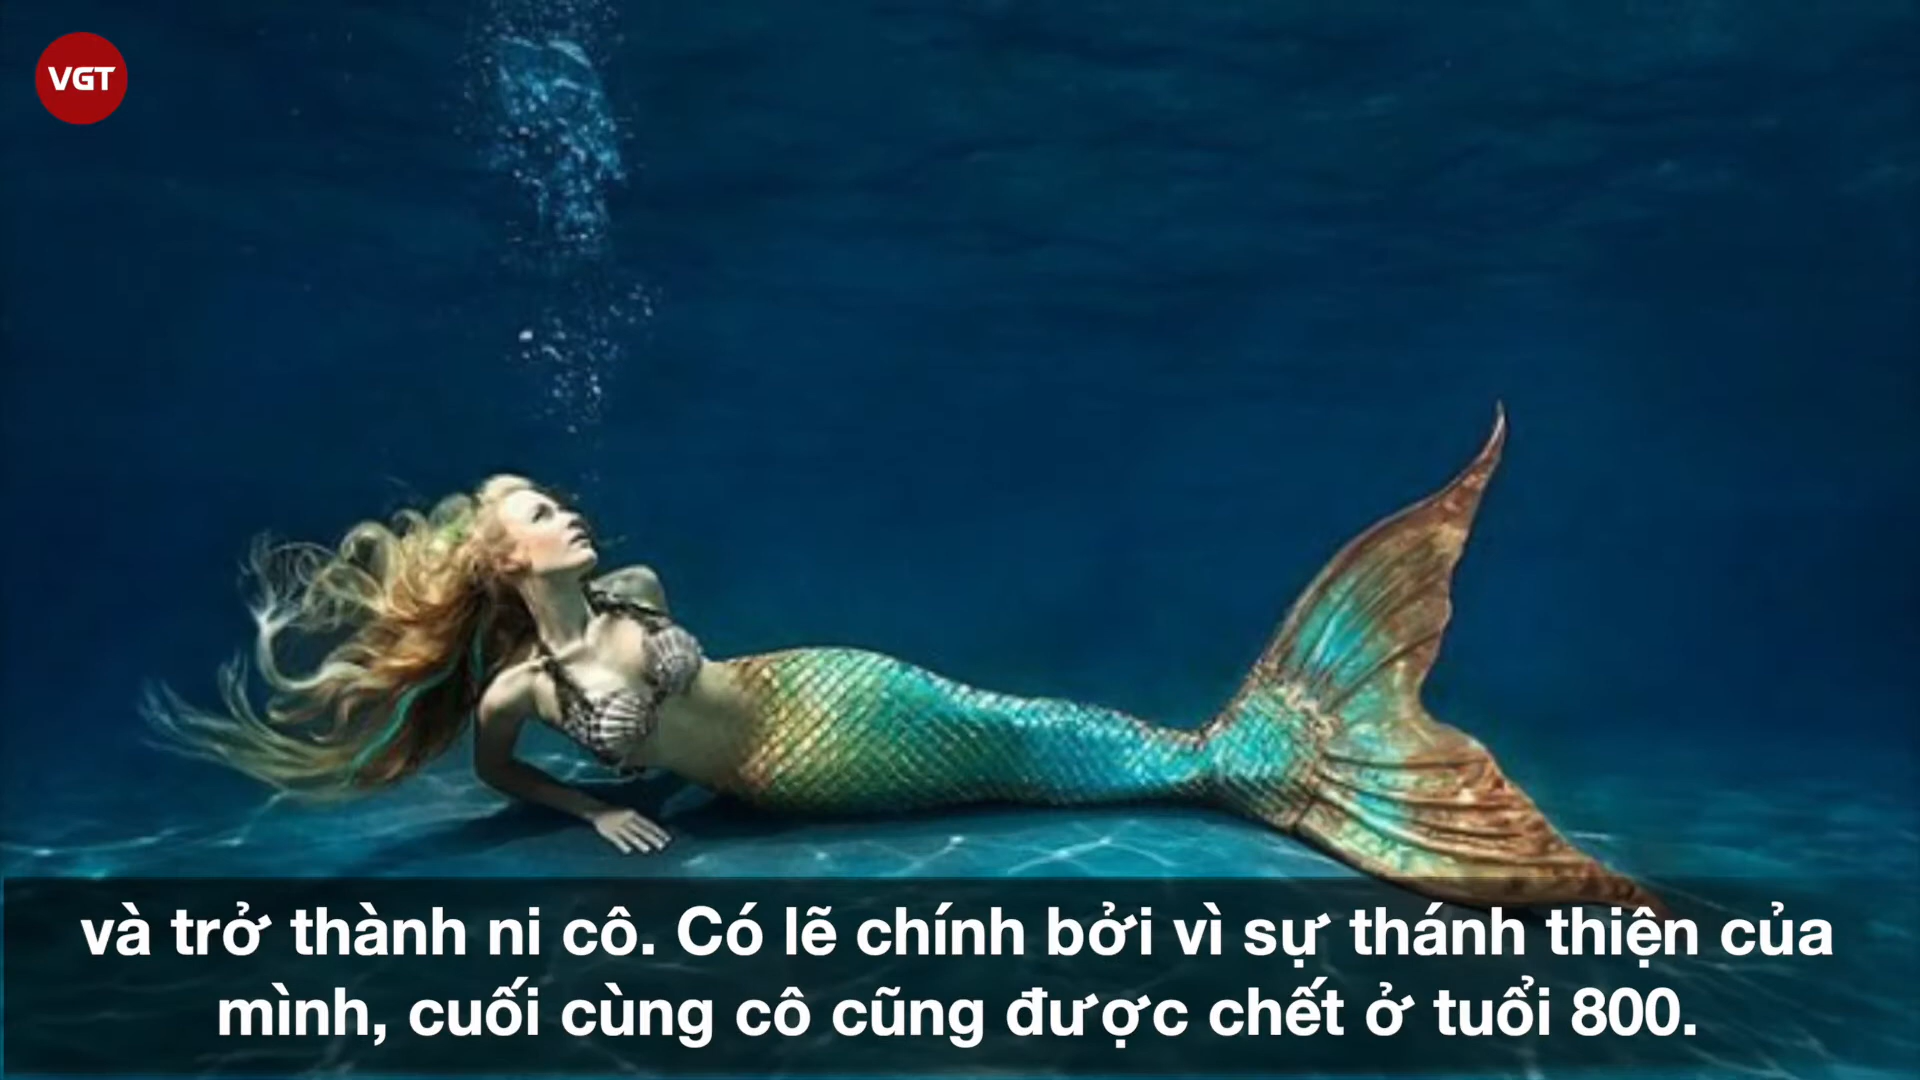 VGT
và trở thành ni cô. Có lẽ chính bởi vì sự thánh thiện của
mình, cuối cùng cô cũng được chết ở tuổi 800.